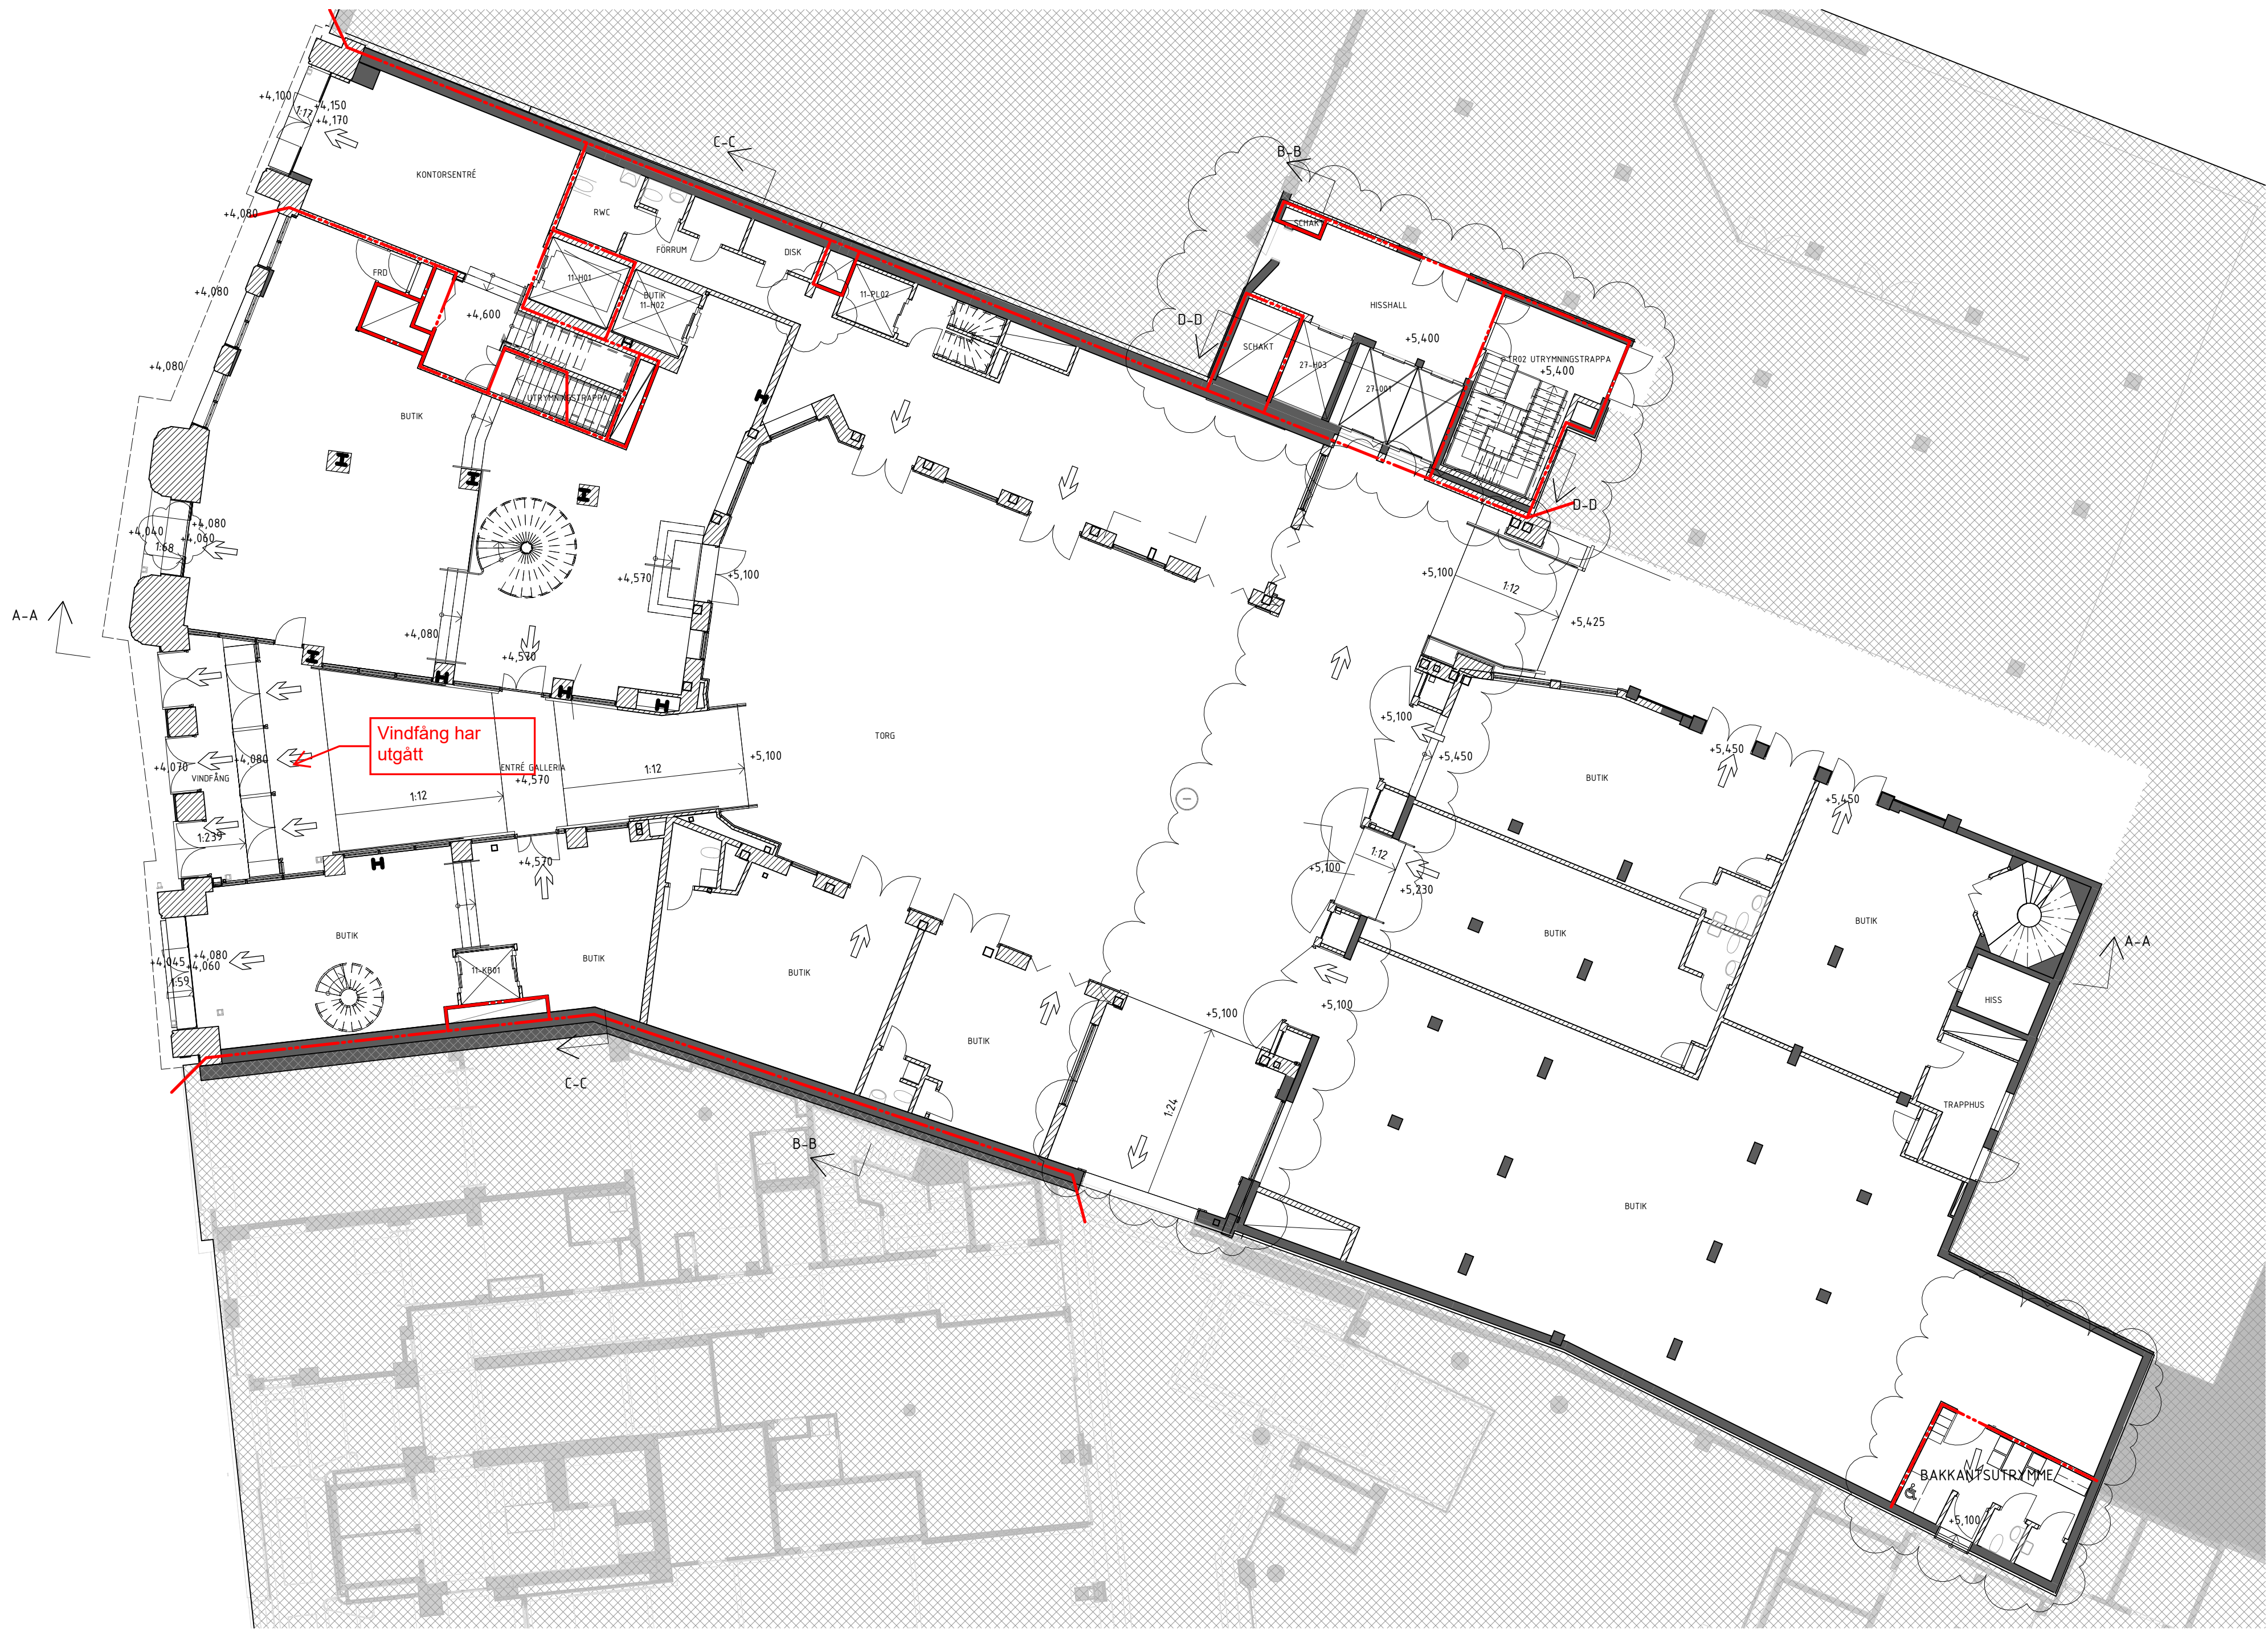 C-C
B-B
+4,100
+4,150
1:17
+4,170
KONTORSENTRÉ
RWC
+4,080
SCHAKT
FÖRRUM
DISK
FRD
11-H01
+4,080
BUTIK
11-H02
11-PL02
HISSHALL
+4,600
D-D
+5,400
SCHAKT
TR02 UTRYMNINGSTRAPPA
+5,400
+4,080
27-H03
27-001
UTRYMNINGSTRAPPA
BUTIK
D-D
+4,080
+4,040
+4,060
1:68
+4,570
+5,100
+5,100
1:12
+5,425
A-A
+4,080
+4,570
+5,100
Vindfång har
utgått
TORG
+5,450
+5,450
+5,100
+4,080
+4,070
VINDFÅNG
ENTRÉ GALLERIA
+4,570
1:12
BUTIK
1:12
+5,450
1:239
1:12
+4,570
+5,100
+5,230
BUTIK
BUTIK
BUTIK
A-A
+4,080
+4,045
+4,060
BUTIK
11-KB01
BUTIK
1:59
HISS
+5,100
+5,100
BUTIK
C-C
1:24
TRAPPHUS
B-B
BUTIK
BAKKANTSUTRYMME
+5,100